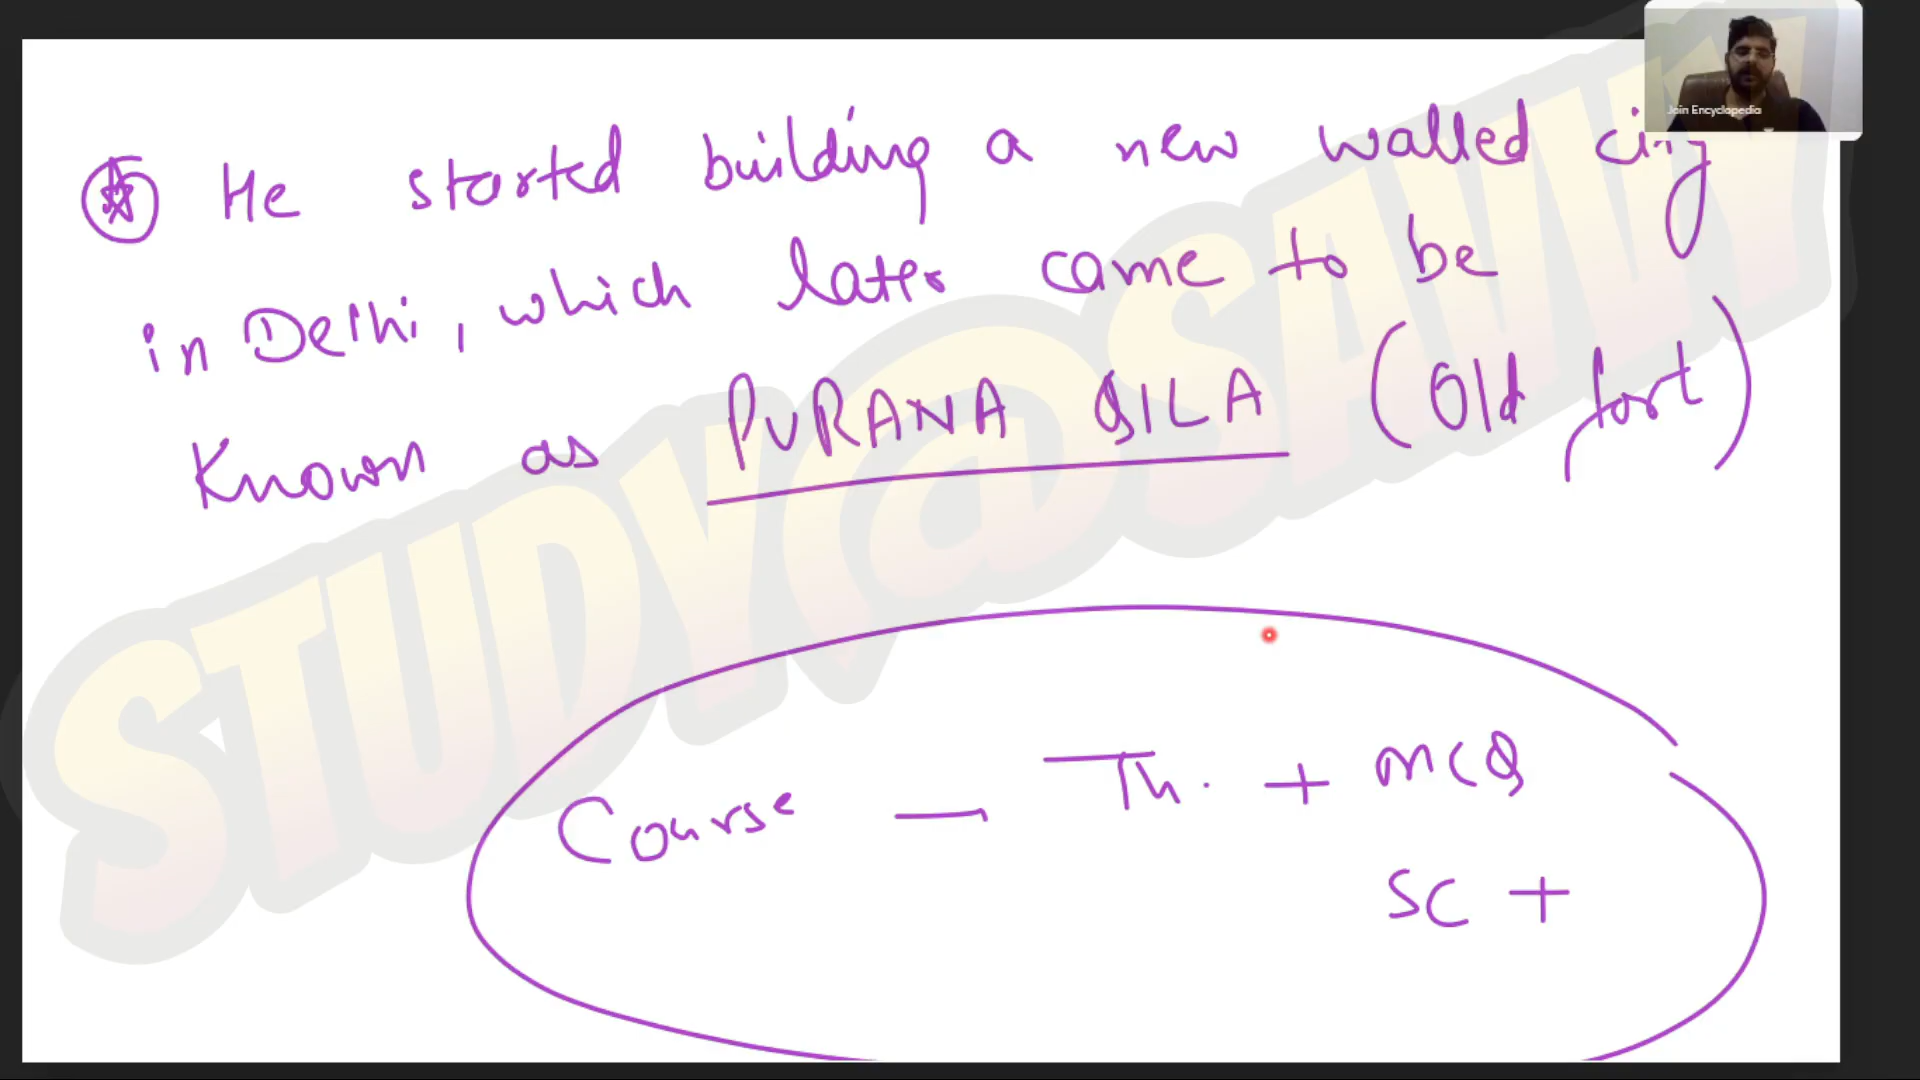 Join Encyclopedia
He started building a new walled city
in Delhi, which later came to be
Known as PURANA QILA (Old fort)
STUDY@SAVVY
Course - Th. + MCQ
SC +